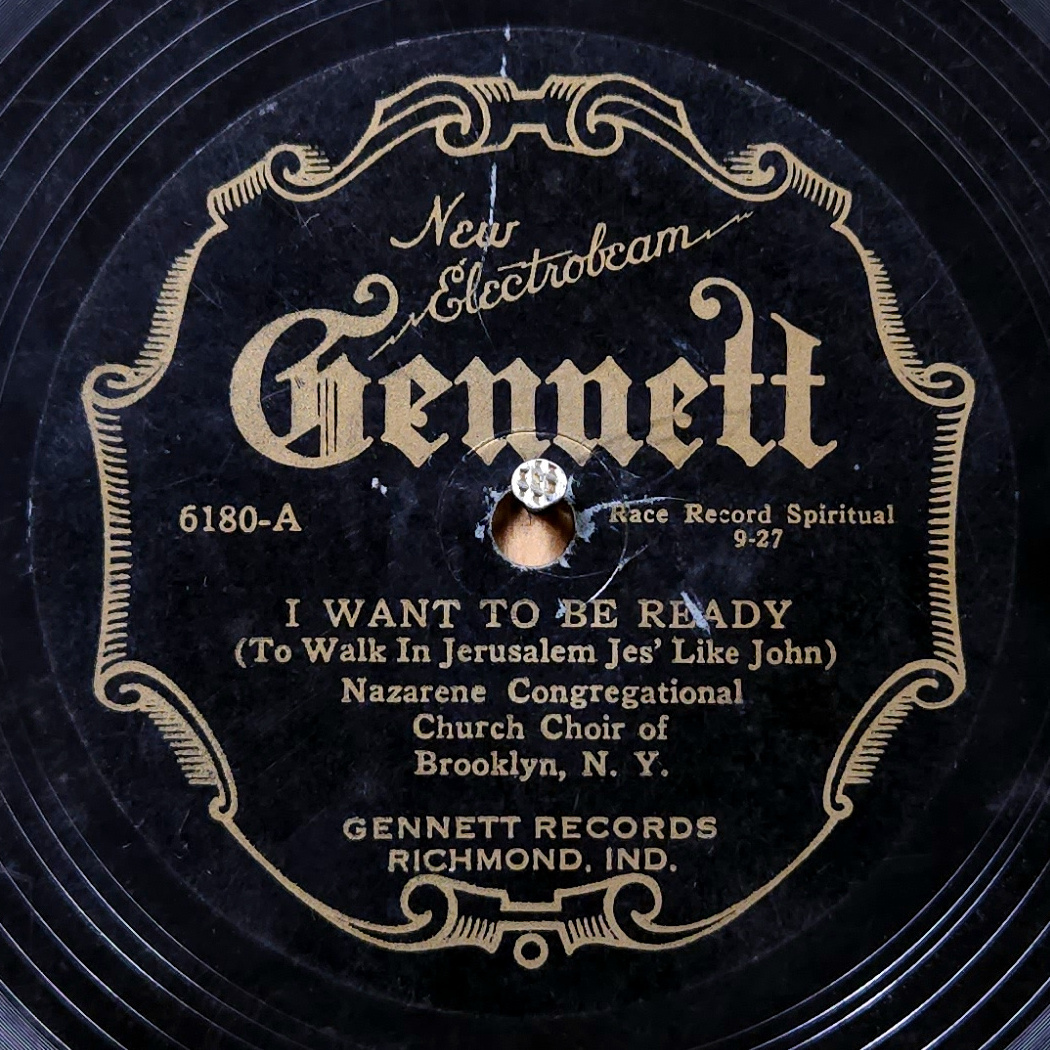 New
Electrobeam
Gennett
6180-A
Race Record Spiritual
9-27
I WANT TO BE READY
(To Walk In Jerusalem Jes' Like John)
Nazarene Congregational
Church Choir of
Brooklyn, N. Y.
GENNETT RECORDS
RICHMOND, IND.